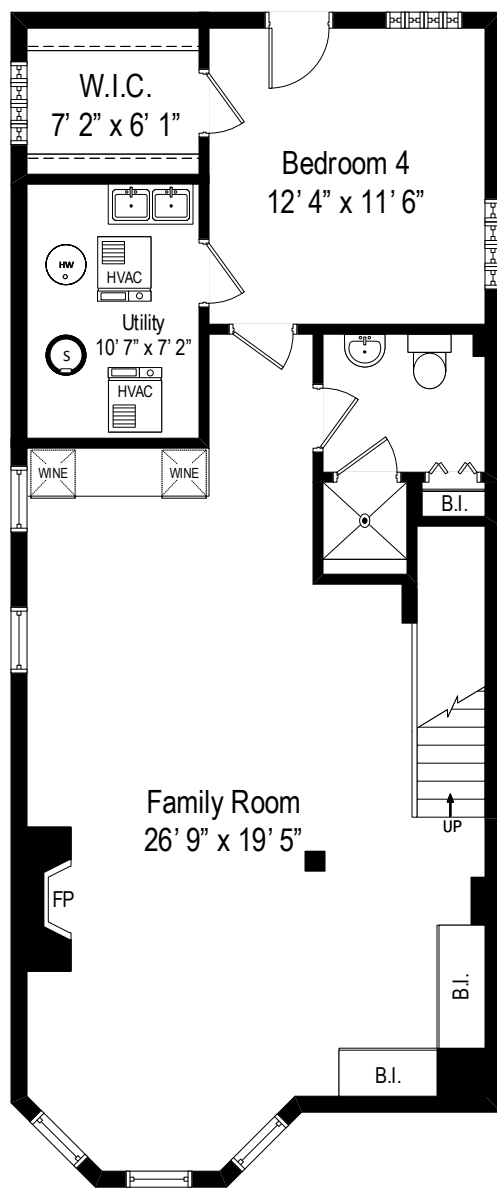 W.I.C.
7' 2" x 6' 1"
Bedroom 4
12' 4" x 11' 6"
HW
HVAC
Utility
10' 7" x 7' 2"
S
HVAC
WINE
WINE
B.I.
Family Room
26' 9" x 19' 5"
UP
FP
B.I.
B.I.